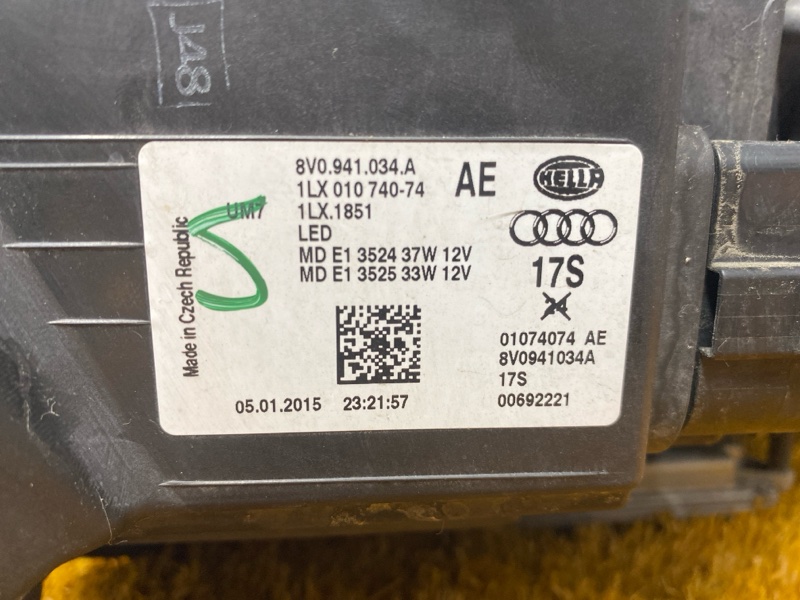 J48
8V0.941.034.A
1LX 010 740-74
UM7 1LX.1851
LED
MD E1 3524 37W 12V
MD E1 3525 33W 12V
AE
HELLA
17S
Made in Czech Republic
05.01.2015 23:21:57
01074074 AE
8V0941034A
17S
00692221